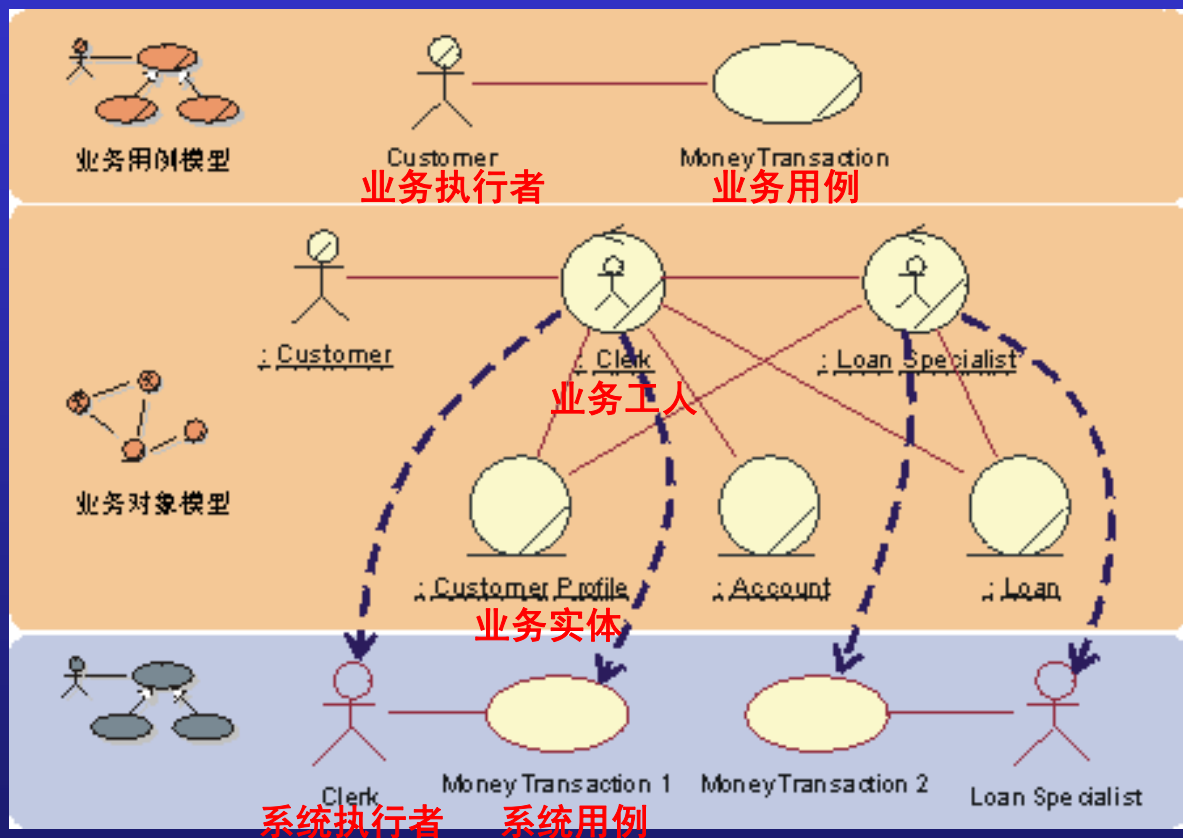 业务用例模型
Customer
MoneyTransaction
业务执行者
业务用例
: Customer
: Clerk
: Loan Specialist
业务工人
业务对象模型
: Customer Profile
: Account
: Loan
业务实体
Clerk
MoneyTransaction 1
MoneyTransaction 2
Loan Specialist
系统执行者
系统用例